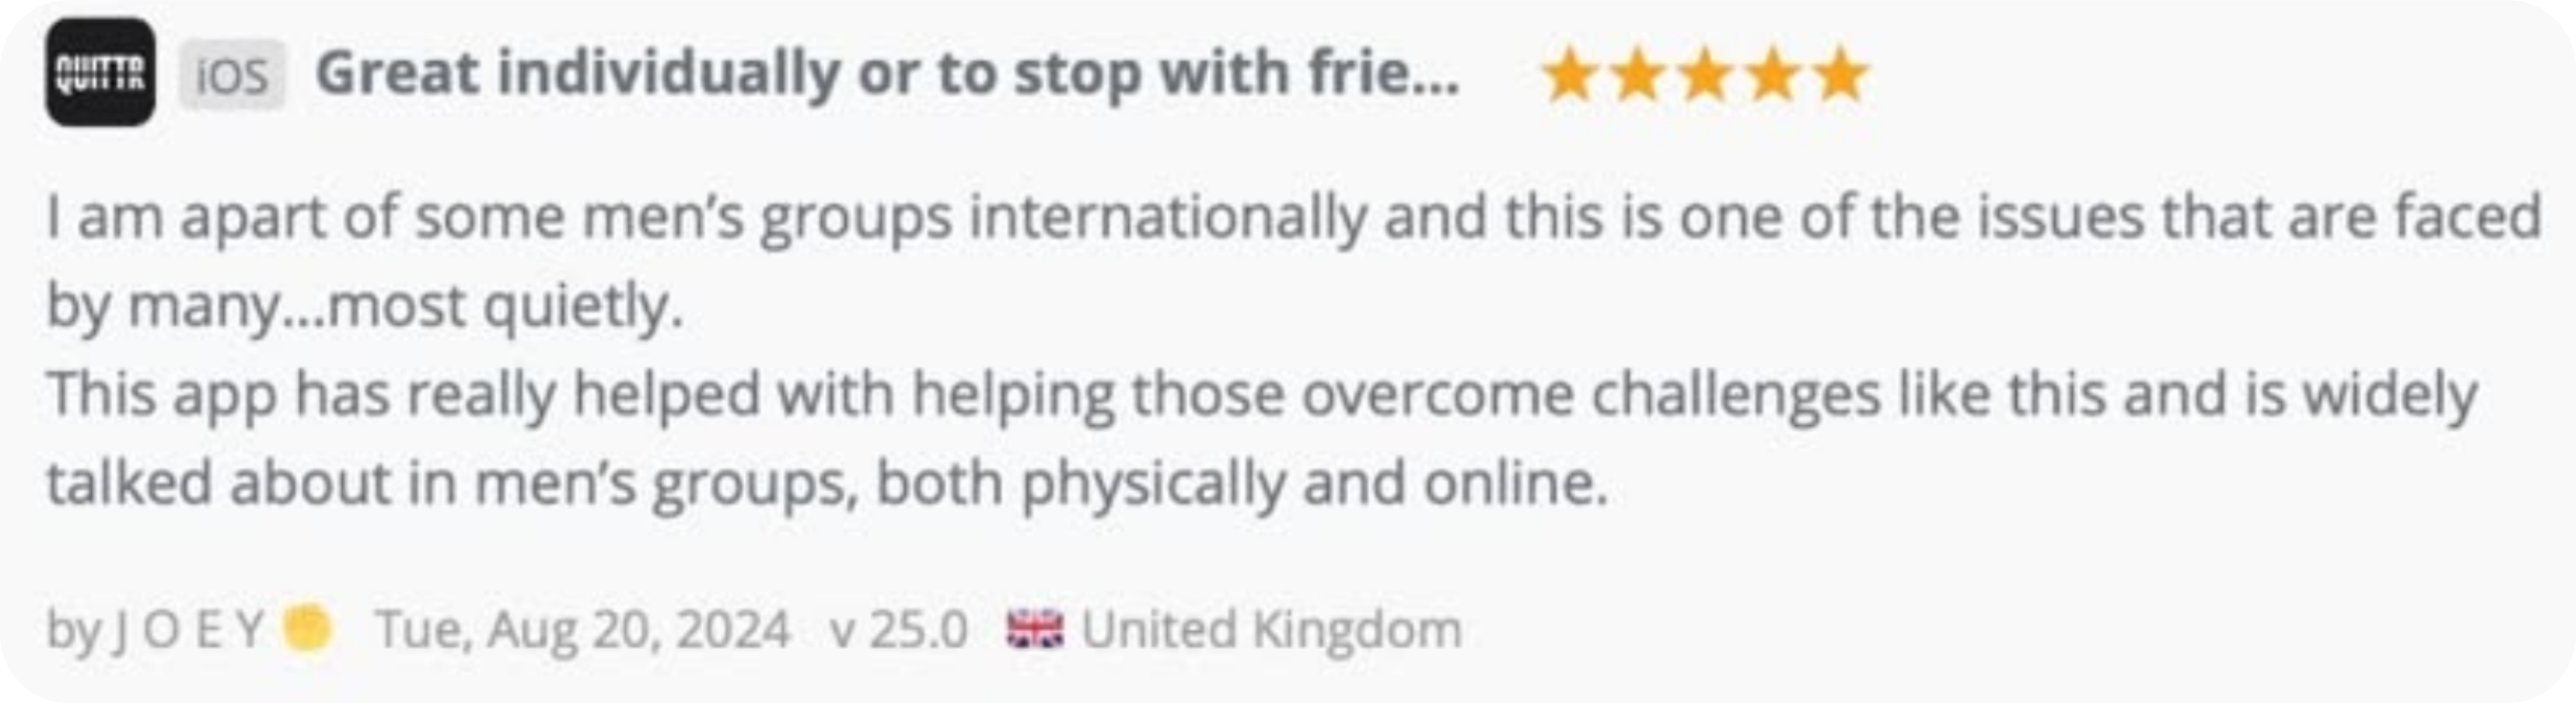 QUITTR iOS Great individually or to stop with frie...
I am apart of some men’s groups internationally and this is one of the issues that are faced
by many...most quietly.
This app has really helped with helping those overcome challenges like this and is widely
talked about in men’s groups, both physically and online.
by J O E Y Tue, Aug 20, 2024 v 25.0 United Kingdom